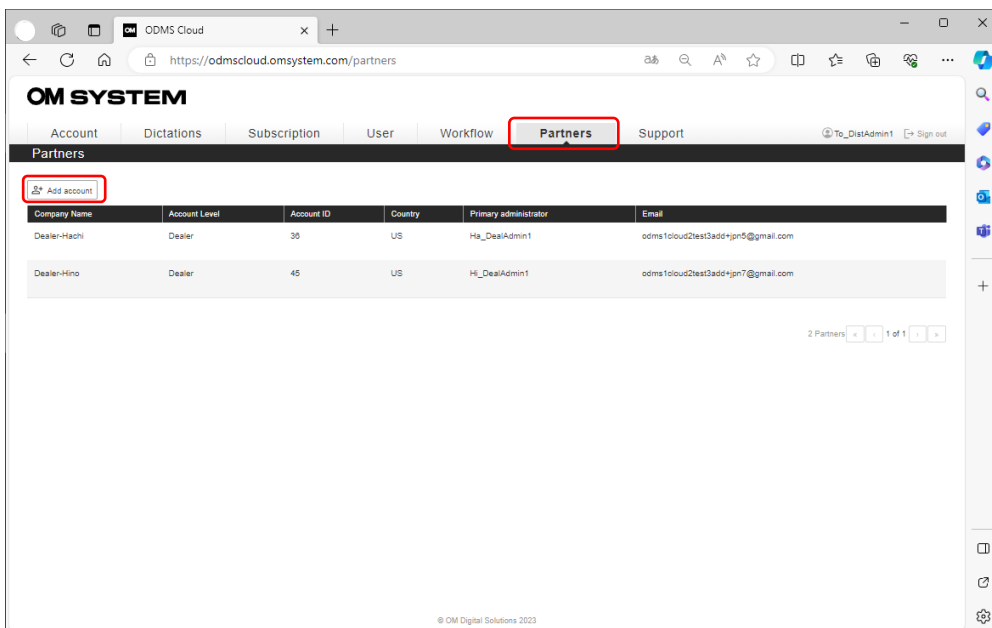 OM ODMS Cloud
https://odmscloud.omsystem.com/partners
OM SYSTEM
Account Dictations Subscription User Workflow Partners Support To_DistAdmin1 Sign out
Partners
Add account
Company Name Account Level Account ID Country Primary administrator Email
Dealer-Hachi Dealer 36 US Ha_DealAdmin1 odms1cloud2test3add+jpn5@gmail.com
Dealer-Hino Dealer 45 US Hi_DealAdmin1 odms1cloud2test3add+jpn7@gmail.com
2 Partners « ‹ 1 of 1 › »
© OM Digital Solutions 2023